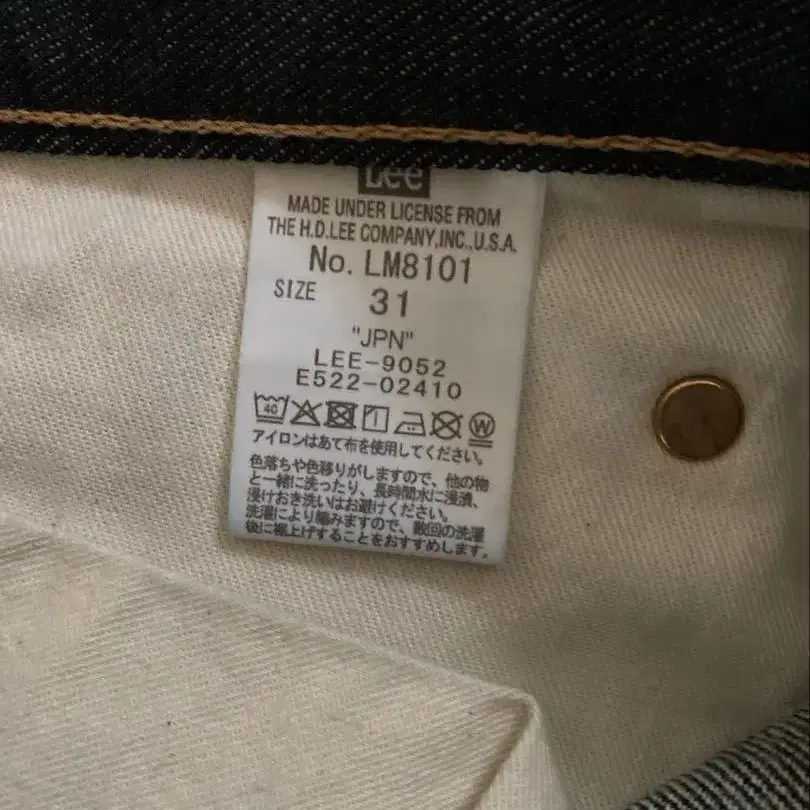 Lee
MADE UNDER LICENSE FROM
THE H.D.LEE COMPANY,INC.,U.S.A.
No. LM8101
SIZE 31
"JPN"
LEE-9052
E522-02410
40 W
アイロンはあて布を使用してください。
色落ちや色移りがしますので、他の物
と一緒に洗ったり、長時間水に浸漬、
浸けおき洗いはお避けください。
洗濯により縮みますので、数回の洗濯
後に裾上げすることをおすすめします。